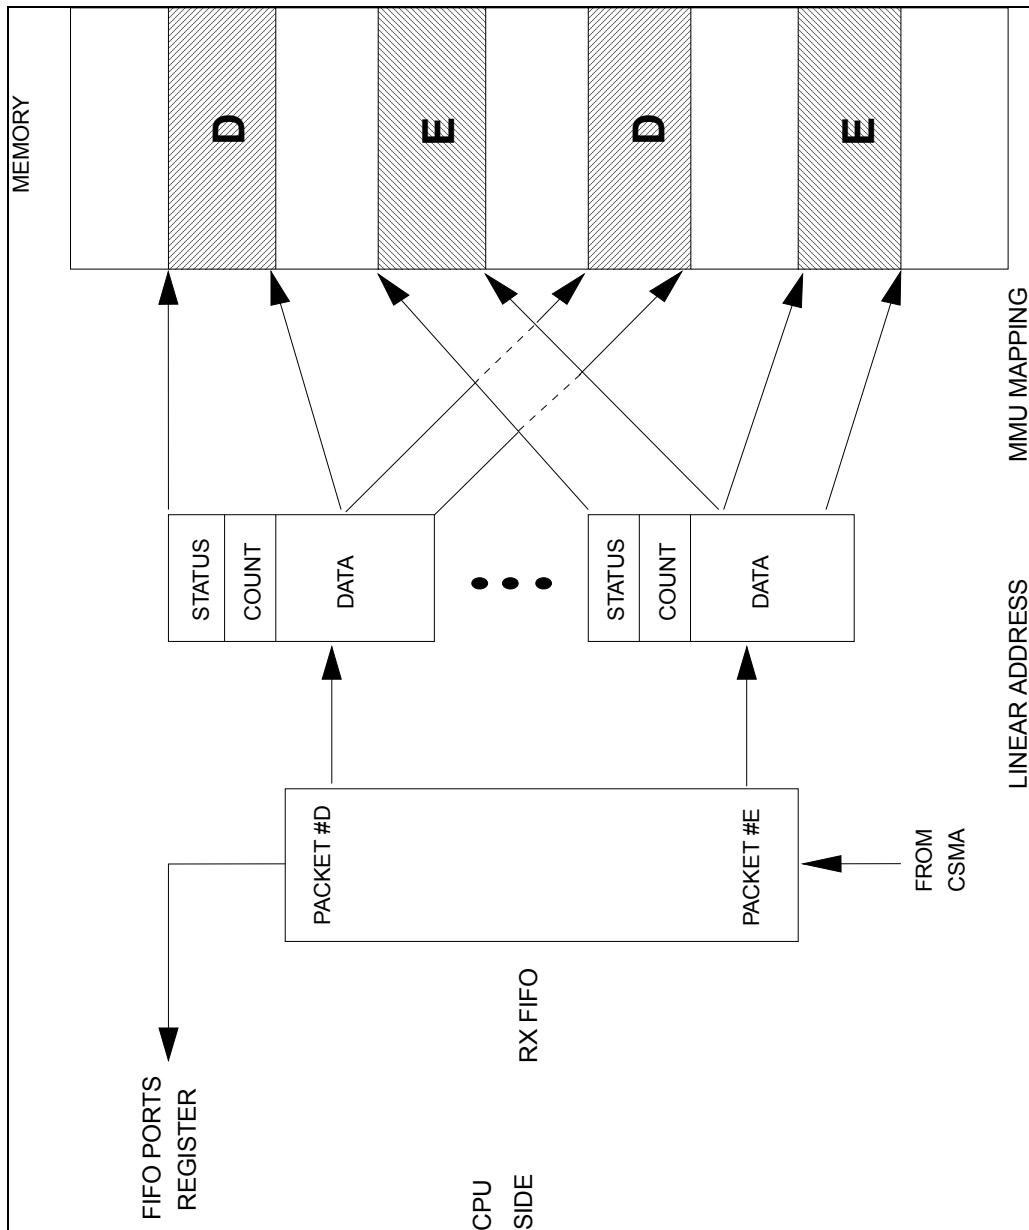 MEMORY
D
E
D
E
MMU MAPPING
STATUS
COUNT
DATA
STATUS
COUNT
DATA
LINEAR ADDRESS
PACKET #D
PACKET #E
FROM
CSMA
RX FIFO
FIFO PORTS
REGISTER
CPU
SIDE